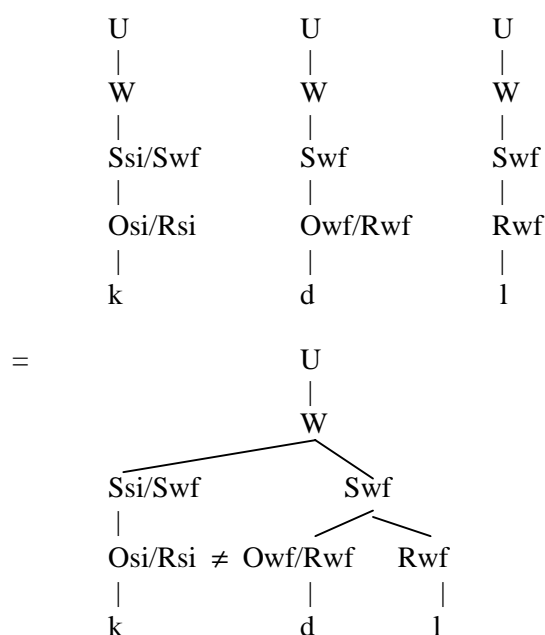 U U U
| | |
W W W
| | |
Ssi/Swf Swf Swf
| | |
Osi/Rsi Owf/Rwf Rwf
| | |
k d l
= U
|
W
Ssi/Swf Swf
|
Osi/Rsi ≠ Owf/Rwf Rwf
| | |
k d l